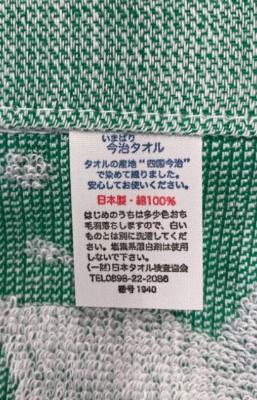 いまばり
今治タオル
タオルの産地“四国今治”
で染めて織りました。
安心してお使いください。
日本製・綿100%
はじめのうちは多少色おち
毛羽落ちしますので、白い
ものとは別に洗濯してくだ
さい。塩素系漂白剤は使用
しないで下さい。
(一財)日本タオル検査協会
TEL0898-22-2086
番号 1940